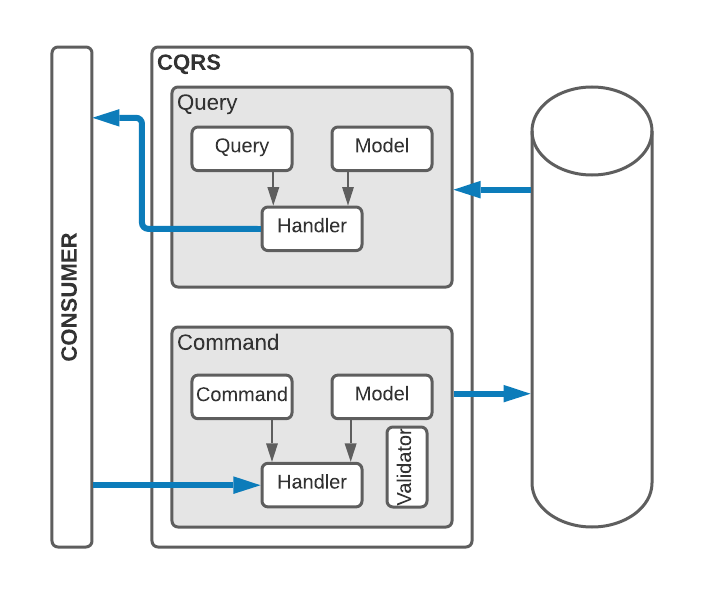 CONSUMER
CQRS
Query
Query
Model
Handler
Command
Command
Model
Handler
Validator